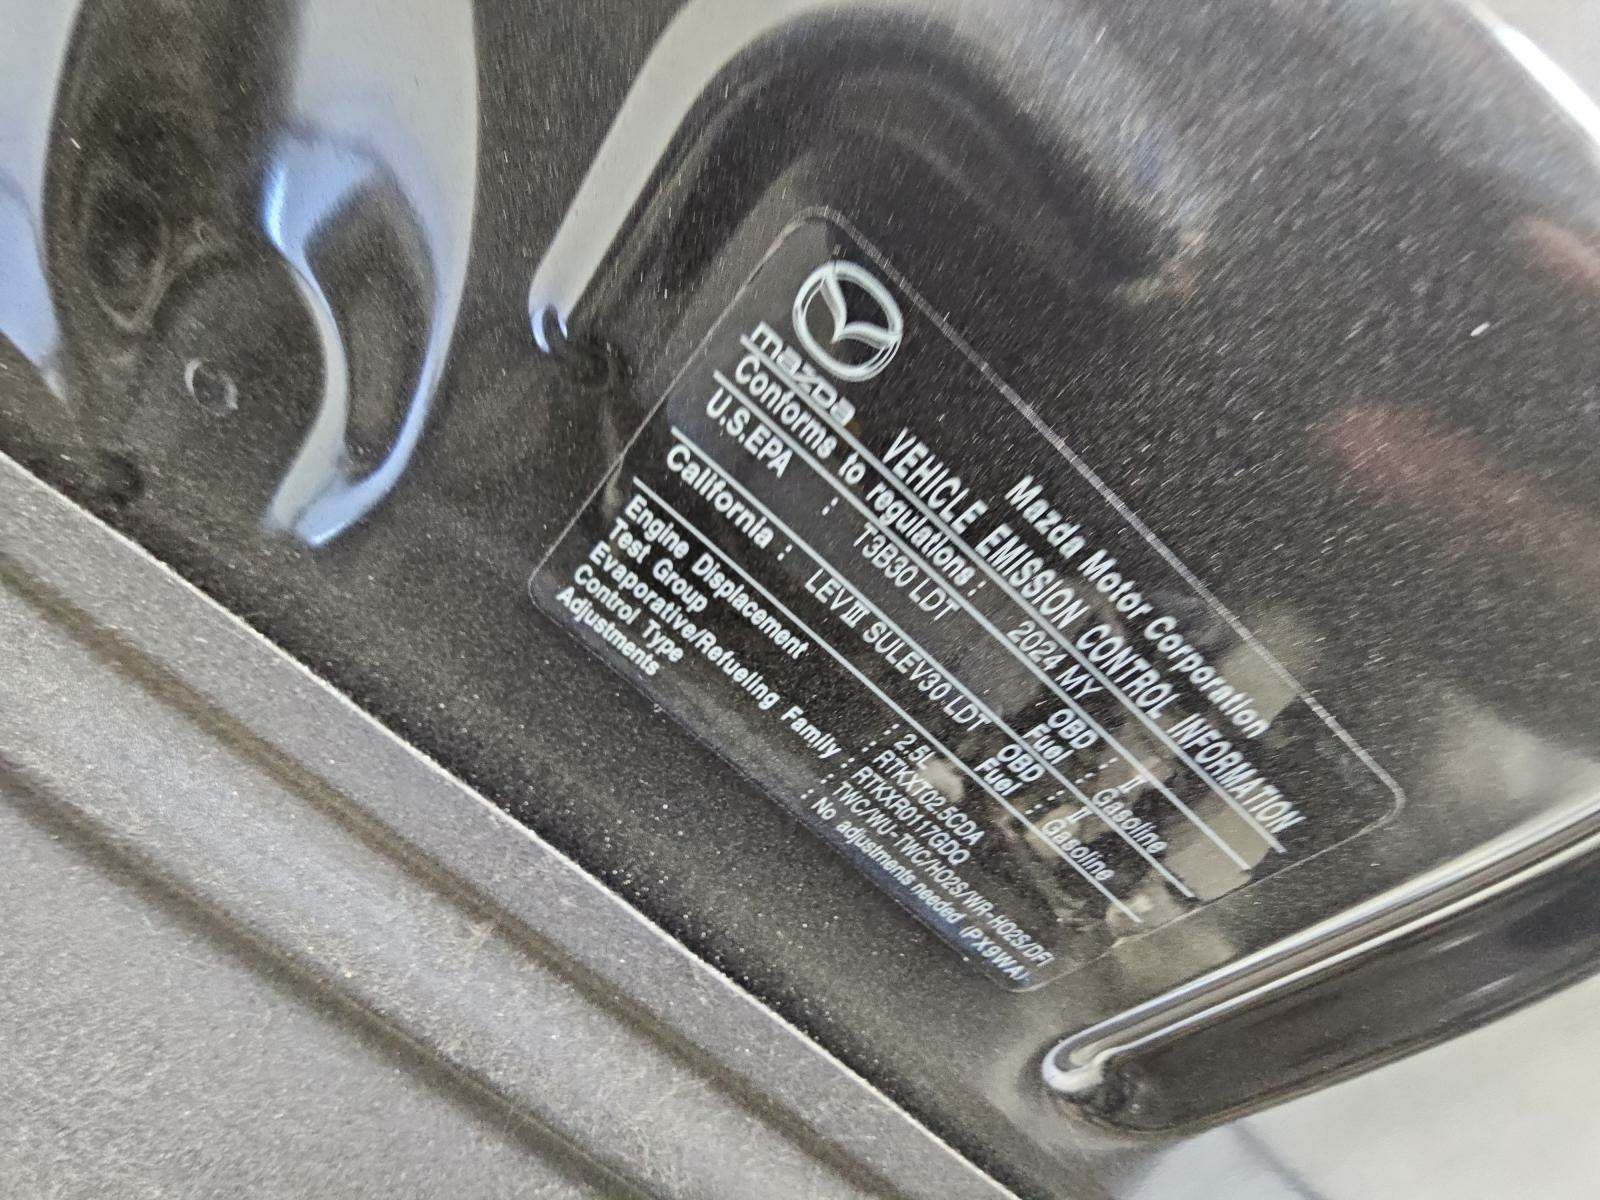 mazda
Mazda Motor Corporation
VEHICLE EMISSION CONTROL INFORMATION
Conforms to regulations : 2024 MY
U.S.EPA : T3B30 LDT OBD : II
Fuel : Gasoline
California : LEVIII SULEV30 LDT OBD : II
Fuel : Gasoline
Engine Displacement : 2.5L
Test Group : RTKXT02.5CDA
Evaporative/Refueling Family : RTKXR0117GDQ
Control Type : TWC/WU-TWC/HO2S/WR-HO2S/DFI
Adjustments : No adjustments needed (PX9WA)